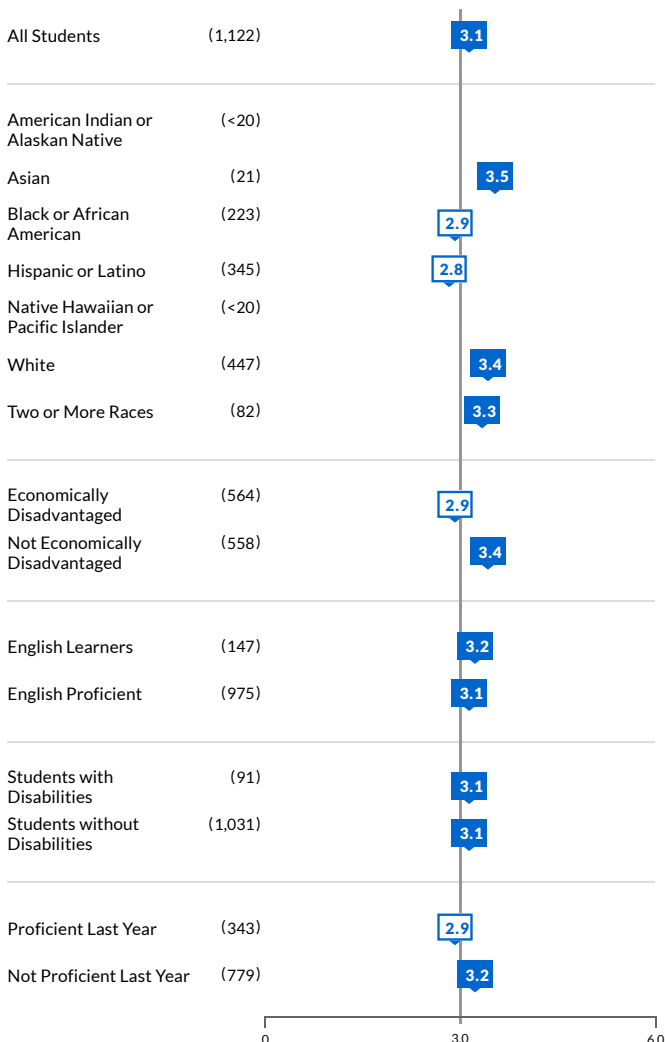 All Students (1,122) 3.1
American Indian or (<20)
Alaskan Native
Asian (21) 3.5
Black or African (223) 2.9
American
Hispanic or Latino (345) 2.8
Native Hawaiian or (<20)
Pacific Islander
White (447) 3.4
Two or More Races (82) 3.3
Economically (564) 2.9
Disadvantaged
Not Economically (558) 3.4
Disadvantaged
English Learners (147) 3.2
English Proficient (975) 3.1
Students with (91) 3.1
Disabilities
Students without (1,031) 3.1
Disabilities
Proficient Last Year (343) 2.9
Not Proficient Last Year (779) 3.2
0 3.0 6.0